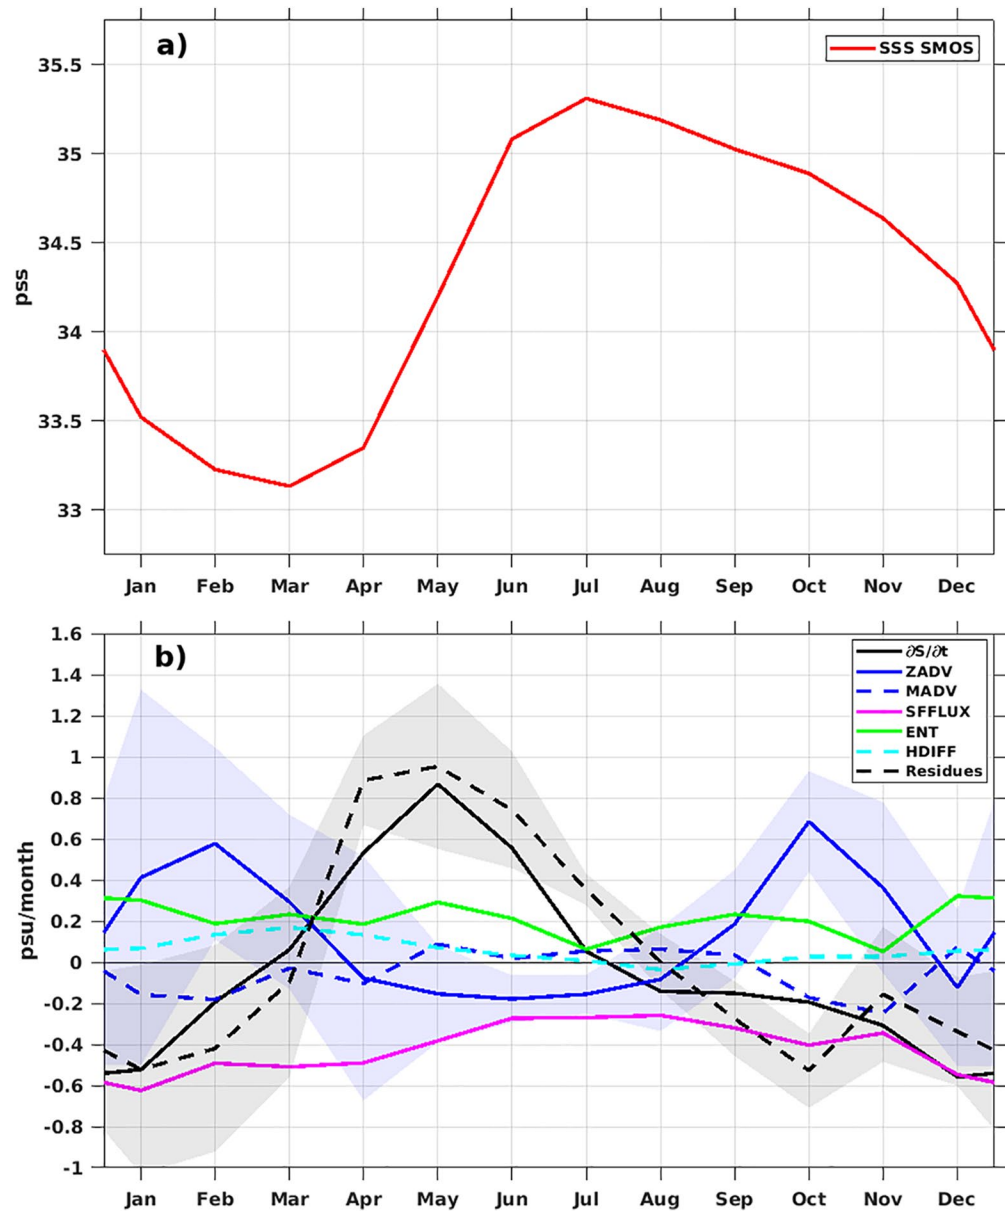 a)
SSS SMOS
35.5
35
34.5
34
33.5
33
pss
Jan Feb Mar Apr May Jun Jul Aug Sep Oct Nov Dec
b)
∂S/∂t
ZADV
MADV
SFFLUX
ENT
HDIFF
Residues
1.6
1.4
1.2
1
0.8
0.6
0.4
0.2
0
-0.2
-0.4
-0.6
-0.8
-1
psu/month
Jan Feb Mar Apr May Jun Jul Aug Sep Oct Nov Dec